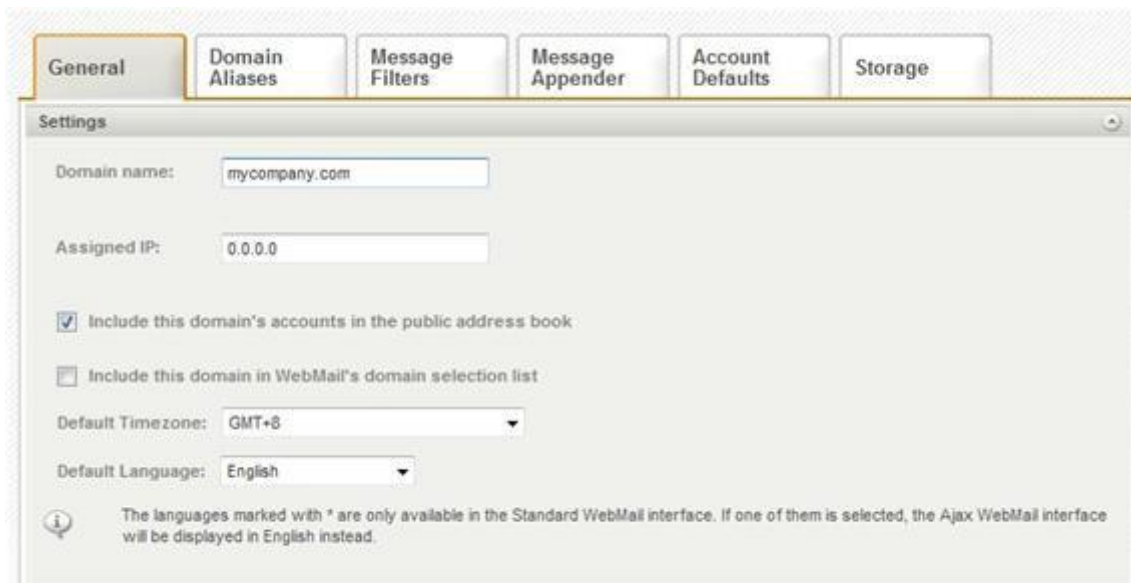 General
Domain
Aliases
Message
Filters
Message
Appender
Account
Defaults
Storage
Settings
Domain name: mycompany.com
Assigned IP: 0.0.0.0
Include this domain's accounts in the public address book
Include this domain in WebMail's domain selection list
Default Timezone: GMT+8
Default Language: English
The languages marked with * are only available in the Standard WebMail interface. If one of them is selected, the Ajax WebMail interface
will be displayed in English instead.